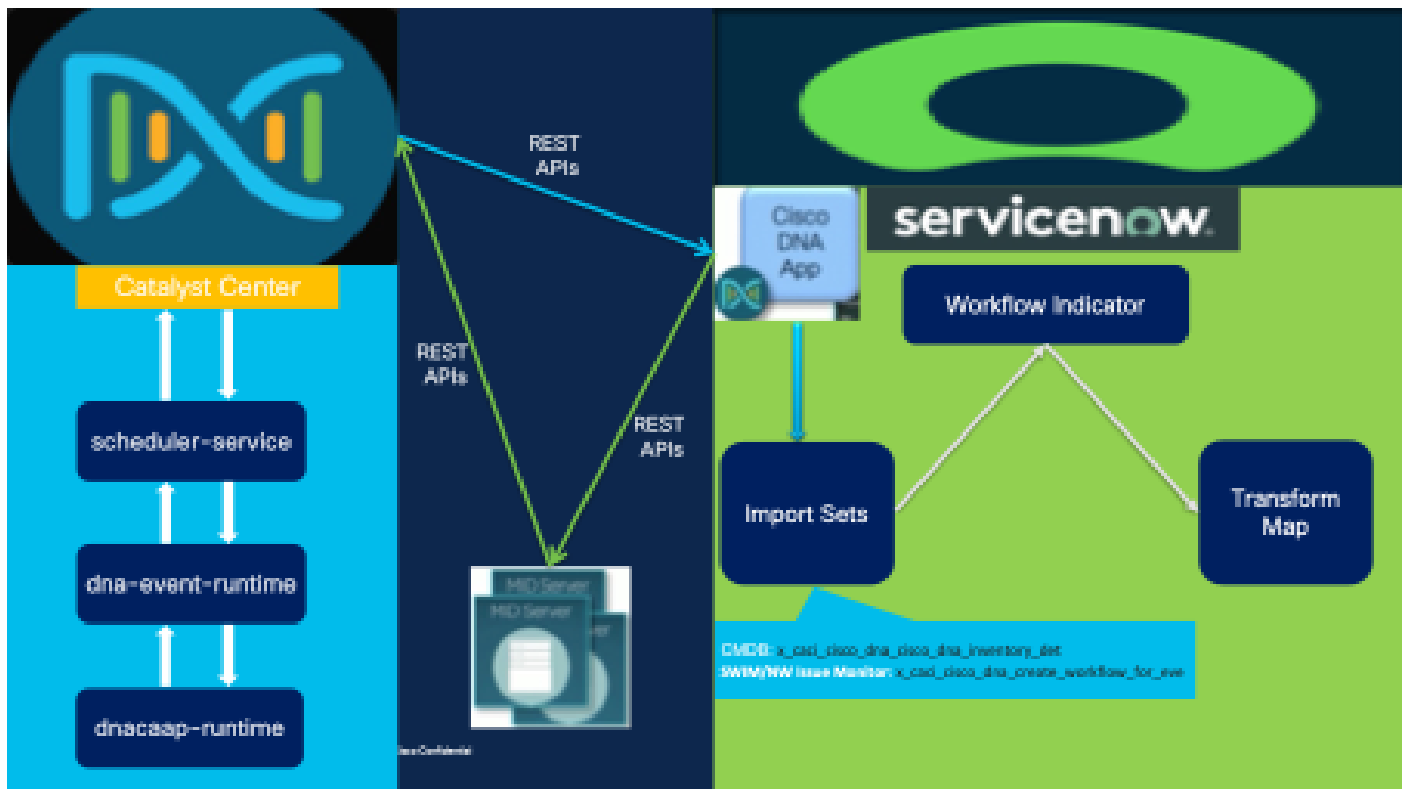 REST
APIs
Cisco
DNA
App
servicenow.
Catalyst Center
Workflow Indicator
REST
APIs
scheduler-service
REST
APIs
Import Sets
Transform
Map
dna-event-runtime
MID Server
MID Server
CMDB: x_caci_cisco_dna_cisco_dna_inventory_det
SWIM/NW Issue Monitor: x_caci_cisco_dna_create_workflow_for_eve
dnacaap-runtime
Confidential